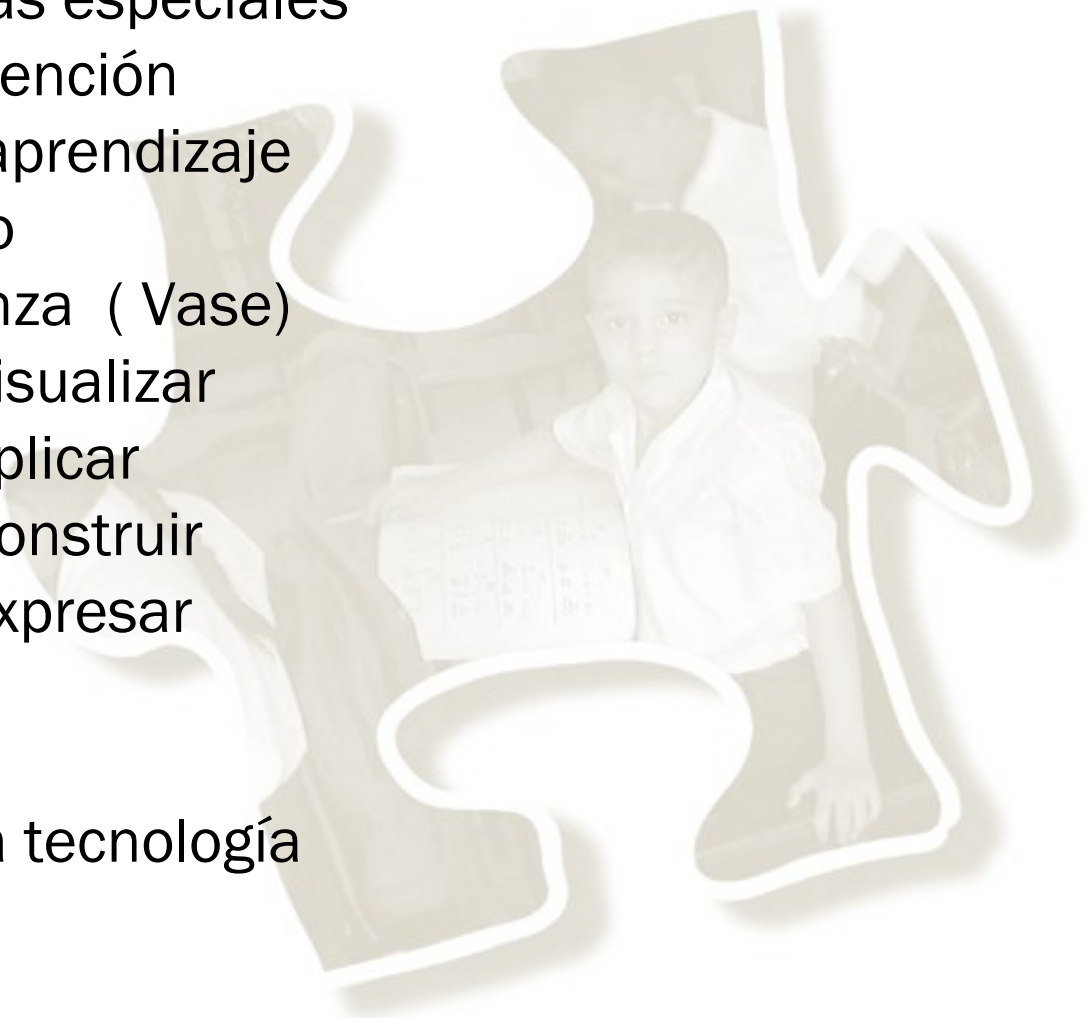 as especiales
ención
aprendizaje
o
nza ( Vase)
isualizar
plicar
onstruir
xpresar
a tecnología